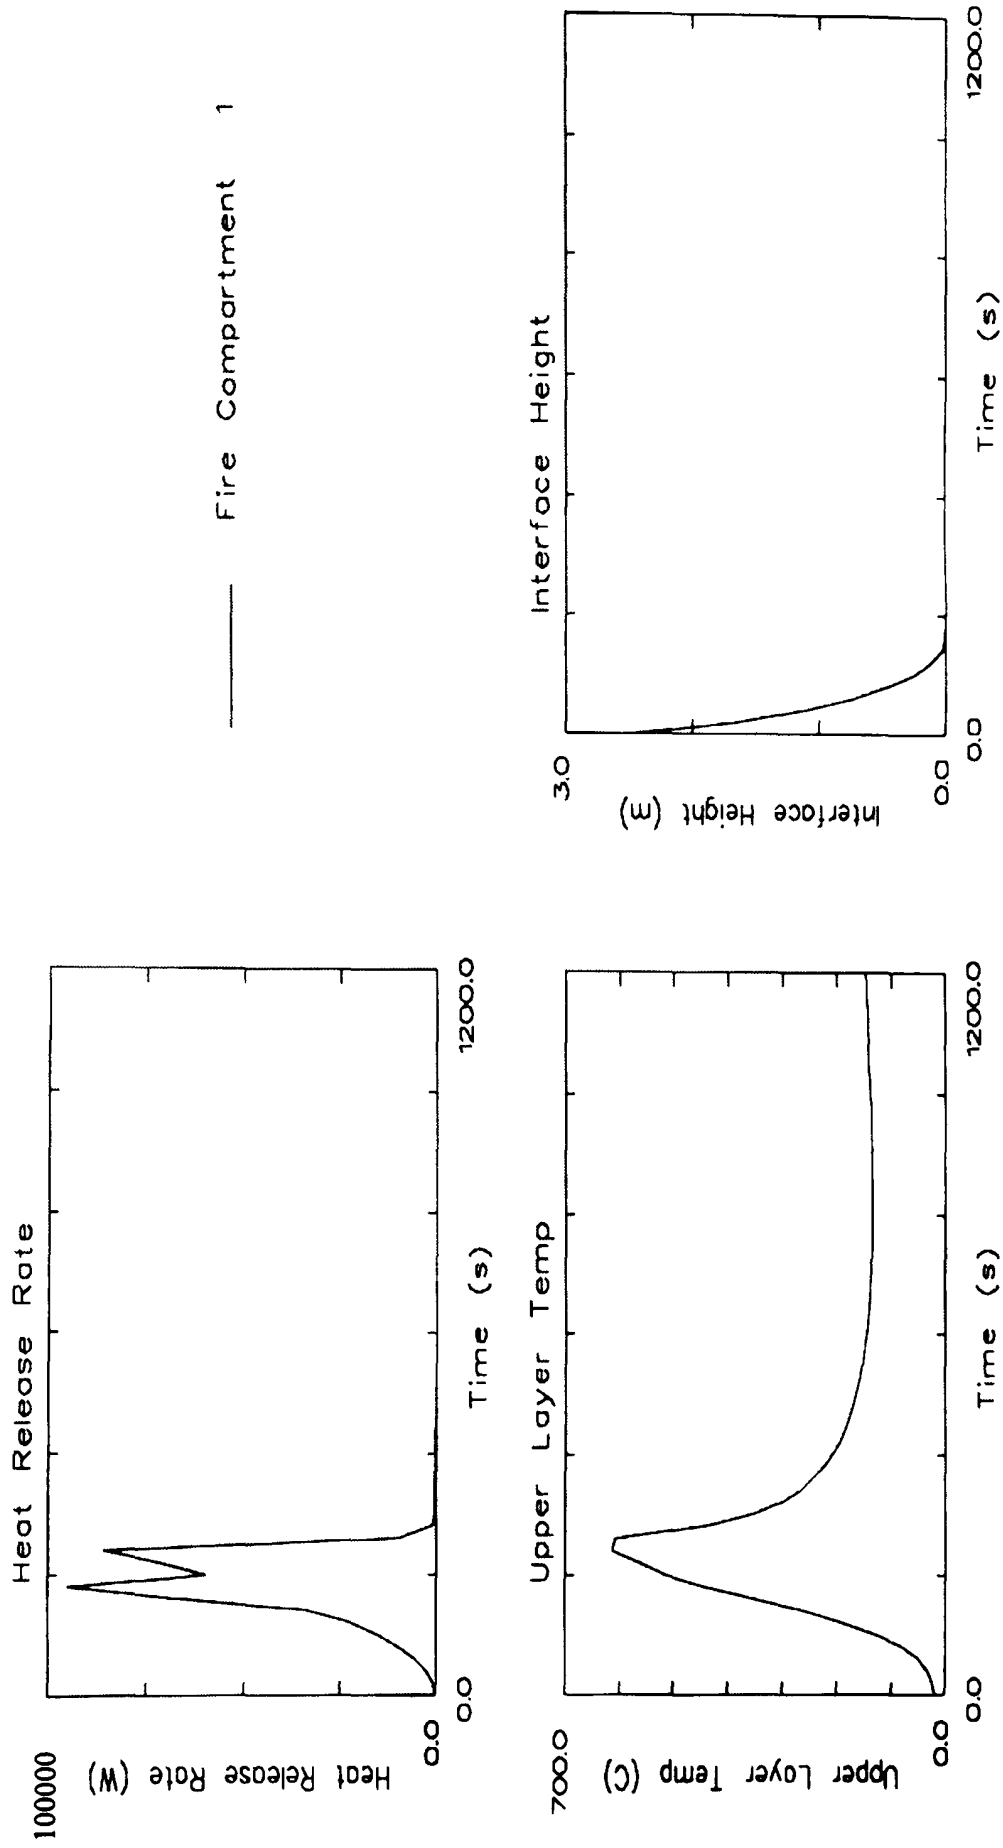 Heat Release Rate
100000
Heat Release Rate (W)
0.0
0.0
1200.0
Time (s)
Fire Compartment 1
Upper Layer Temp
700.0
Upper Layer Temp (C)
0.0
0.0
1200.0
Time (s)
Interface Height
3.0
Interface Height (m)
0.0
0.0
1200.0
Time (s)